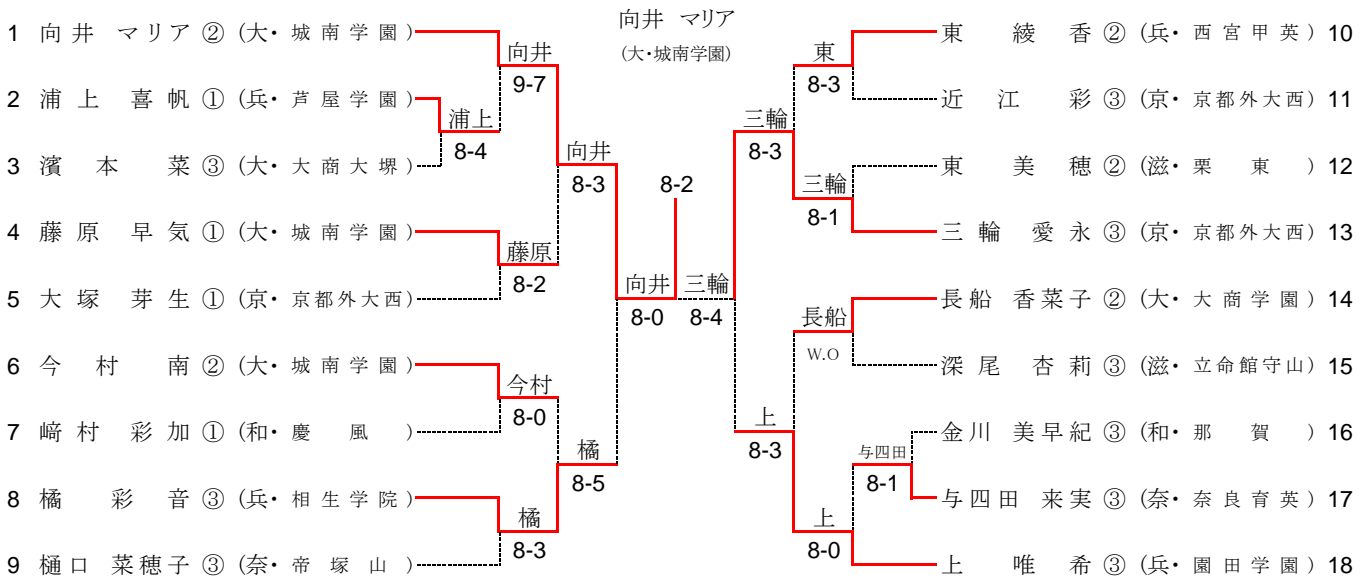 向井 マリア
(大・城南学園)
1 向井 マリア ② (大・城南学園)
2 浦上 喜帆 ① (兵・芦屋学園)
3 濱本 菜 ③ (大・大商大堺)
4 藤原 早気 ① (大・城南学園)
5 大塚 芽生 ① (京・京都外大西)
6 今村 南 ② (大・城南学園)
7 﨑村 彩加 ① (和・慶風)
8 橘 彩音 ③ (兵・相生学院)
9 樋口 菜穂子 ③ (奈・帝塚山)
向井
9-7
浦上
8-4
藤原
8-2
今村
8-0
橘
8-3
向井
8-3
橘
8-5
向井
8-0
8-2
三輪
8-4
三輪
8-3
上
8-3
東
8-3
三輪
8-1
長船
W.O
与四田
8-1
上
8-0
東 綾香 ② (兵・西宮甲英) 10
近江 彩 ③ (京・京都外大西) 11
東 美穂 ② (滋・栗東) 12
三輪 愛永 ③ (京・京都外大西) 13
長船 香菜子 ② (大・大商学園) 14
深尾 杏莉 ③ (滋・立命館守山) 15
金川 美早紀 ③ (和・那賀) 16
与四田 来実 ③ (奈・奈良育英) 17
上 唯希 ③ (兵・園田学園) 18